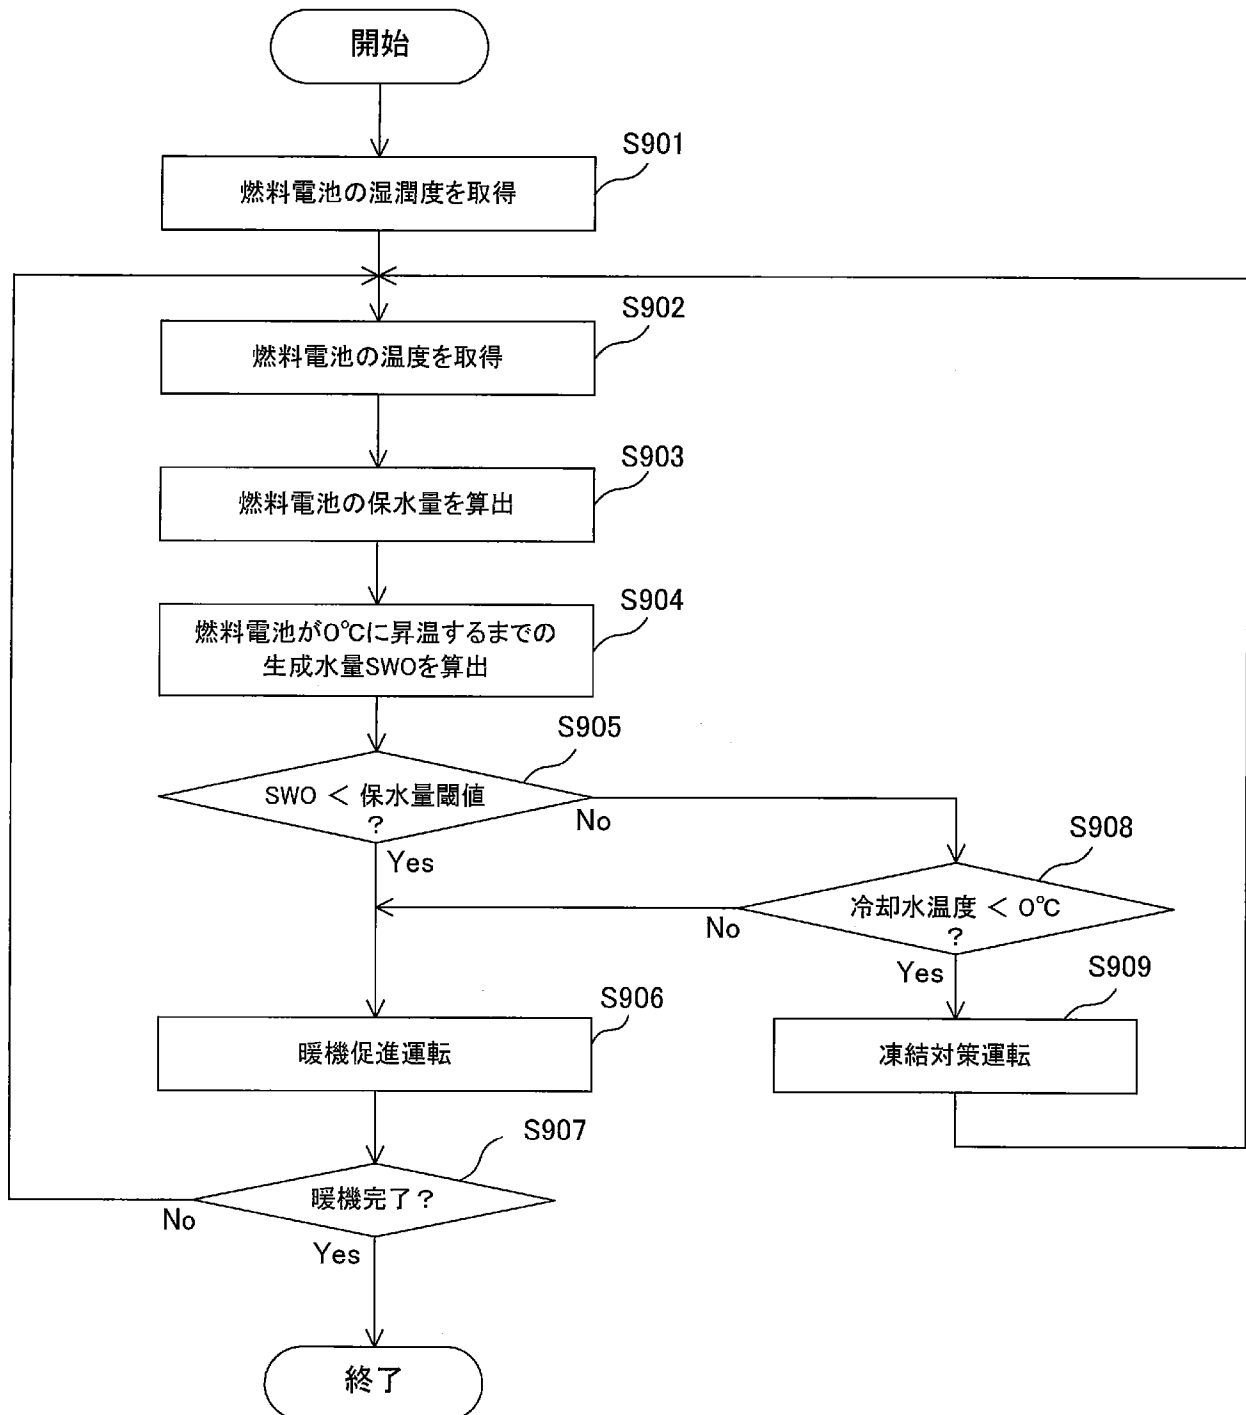 開始
S901
燃料電池の湿潤度を取得
S902
燃料電池の温度を取得
S903
燃料電池の保水量を算出
S904
燃料電池が0℃に昇温するまでの
生成水量SWOを算出
S905
SWO < 保水量閾値
?
No
Yes
S908
冷却水温度 < 0℃
?
No
Yes
S909
凍結対策運転
S906
暖機促進運転
S907
暖機完了?
No
Yes
終了